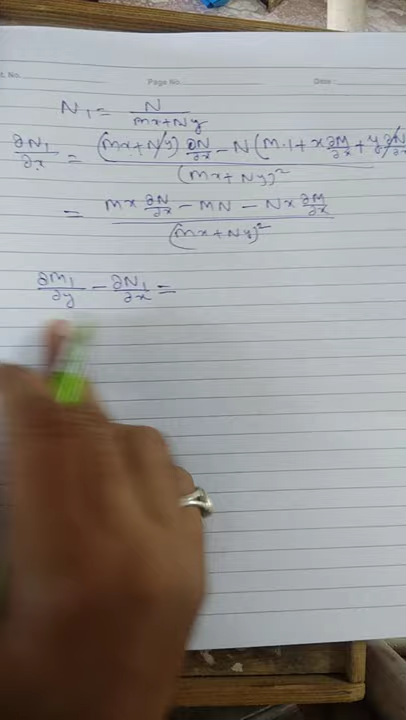 t. No.
Page No.
Date :
N₁ = N / (Mx+Ny)
∂N₁/∂x = ((Mx+Ny) ∂N/∂x − N (M·1 + x ∂M/∂x + y ∂N/∂x)) / (Mx+Ny)²
= (Mx ∂N/∂x − MN − Nx ∂M/∂x) / (Mx+Ny)²
∂M₁/∂y − ∂N₁/∂x =